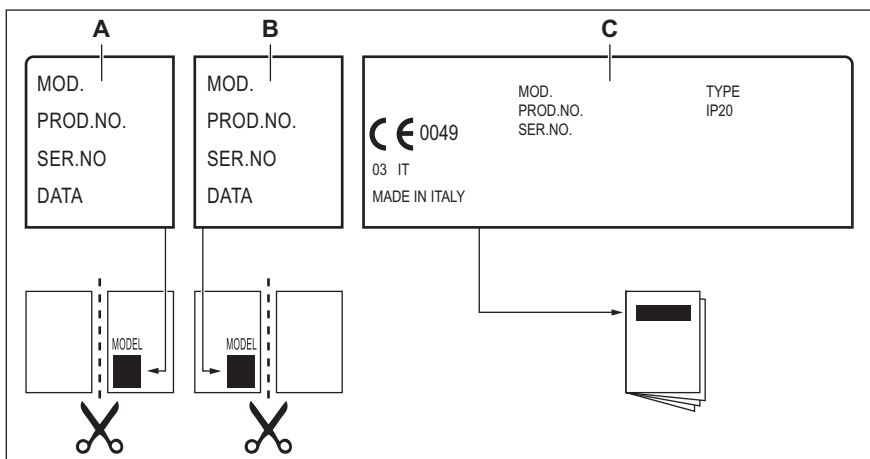 A
B
C
MOD.
PROD.NO.
SER.NO
DATA
MOD.
PROD.NO.
SER.NO
DATA
MOD.
PROD.NO.
SER.NO.
TYPE
IP20
CE 0049
03 IT
MADE IN ITALY
MODEL
MODEL